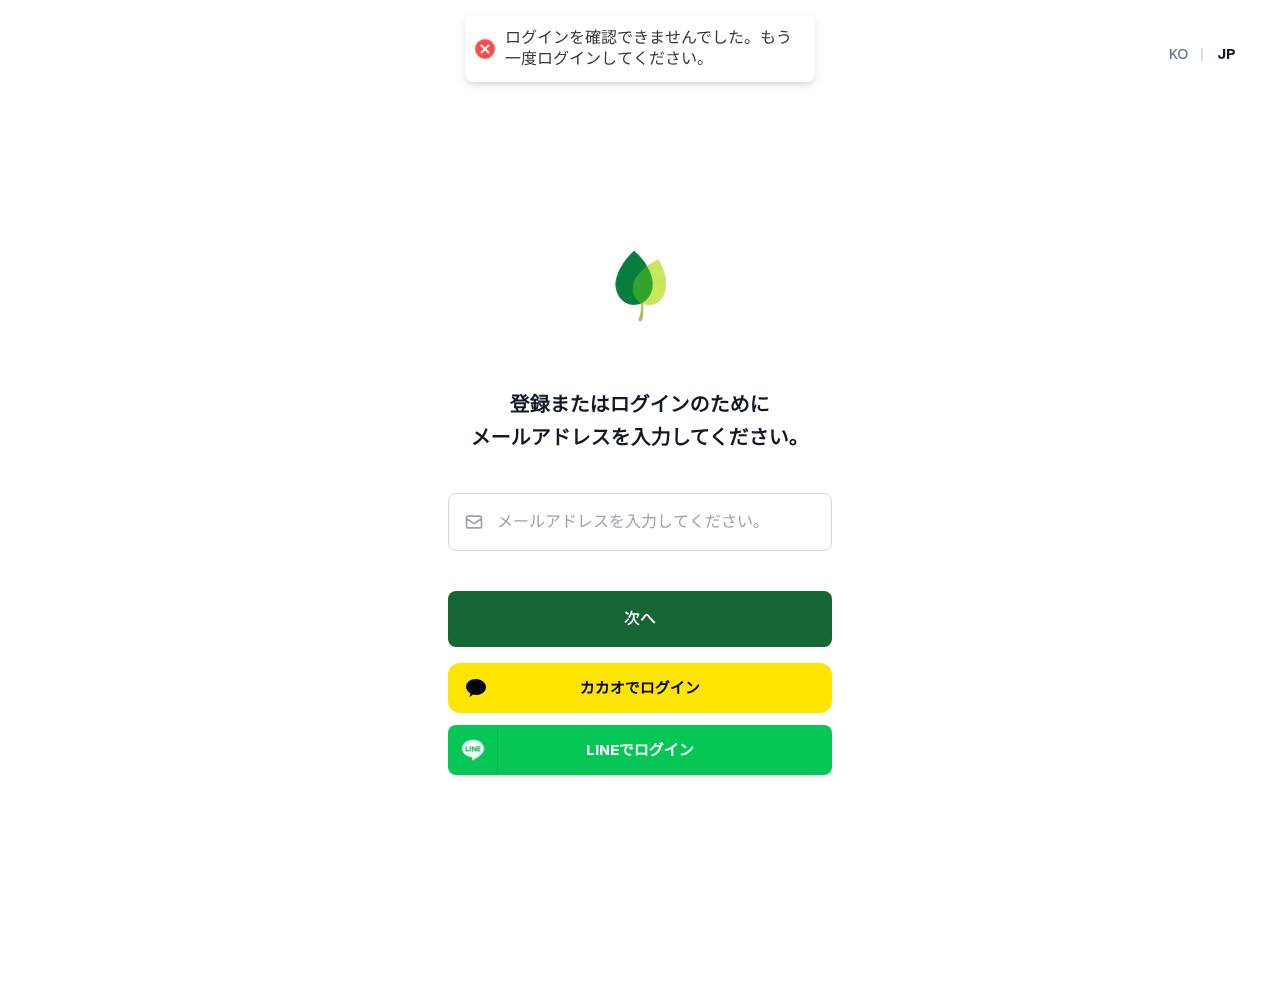 ログインを確認できませんでした。もう
一度ログインしてください。
KO | JP
登録またはログインのために
メールアドレスを入力してください。
メールアドレスを入力してください。
次へ
カカオでログイン
LINE
LINEでログイン